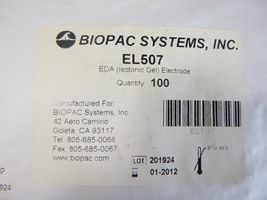 BIOPAC SYSTEMS, INC.
EL507
EDA (Isotonic Gel) Electrode
Quantity 100
Manufactured For:
BIOPAC Systems, Inc.
42 Aero Camino
Goleta, CA 93117
Tel: 805-685-0066
Fax: 805-685-0067
www.biopac.com
EL507
LOT 201924
01-2012